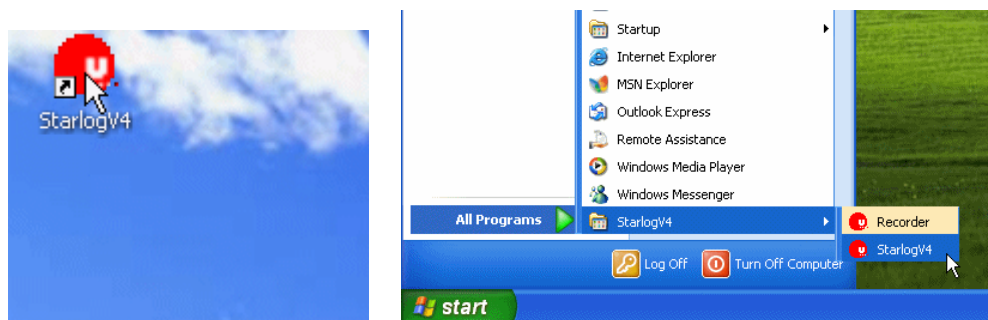 StarlogV4
Startup
Internet Explorer
MSN Explorer
Outlook Express
Remote Assistance
Windows Media Player
Windows Messenger
All Programs
StarlogV4
Recorder
StarlogV4
Log Off
Turn Off Computer
start